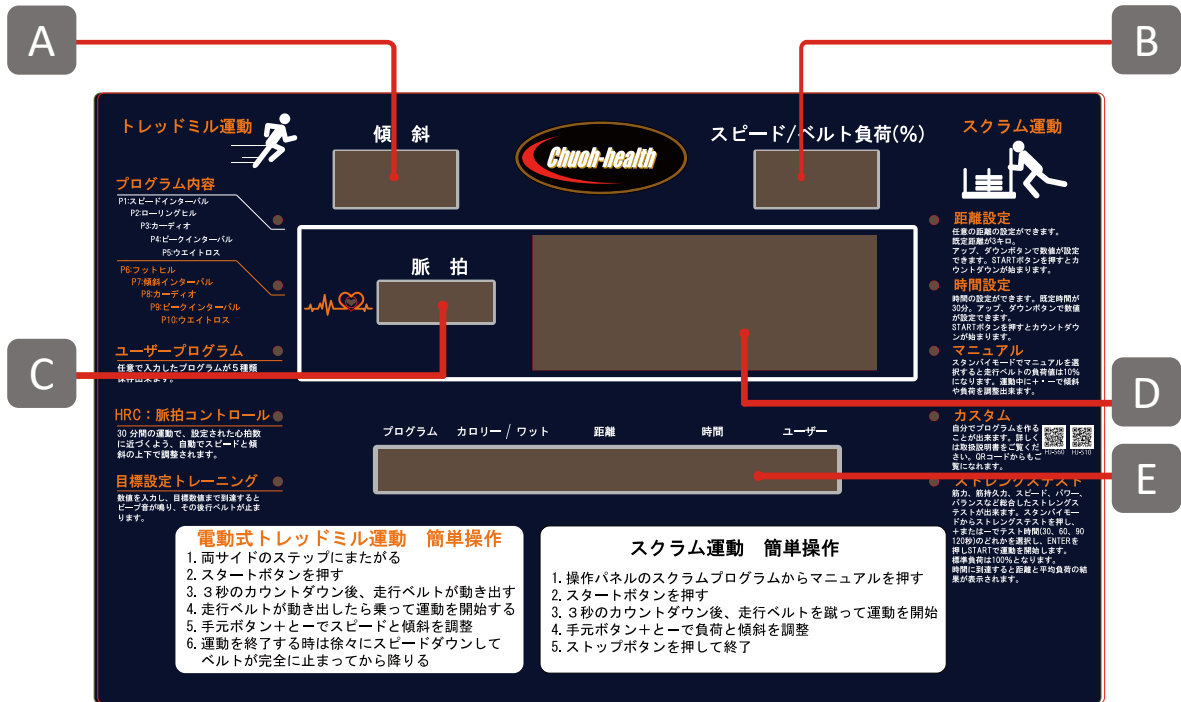 A
B
トレッドミル運動
傾 斜
Chuoh-health
スピード/ベルト負荷(%)
スクラム運動
プログラム内容
P1:スピードインターバル
P2:ローリングヒル
P3:カーディオ
P4:ピークインターバル
P5:ウエイトロス
P6:フットヒル
P7:傾斜インターバル
P8:カーディオ
P9:ピークインターバル
P10:ウエイトロス
ユーザープログラム
任意で入力したプログラムが5種類
保存出来ます。
HRC：脈拍コントロール
30 分間の運動で、設定された心拍数
に近づくよう、自動でスピードと傾
斜の上下で調整されます。
目標設定トレーニング
数値を入力し、目標数値まで到達すると
ビープ音が鳴り、その後行ベルトが止ま
ります。
脈 拍
C
距離設定
任意の距離の設定ができます。
既定距離が3キロ。
アップ、ダウンボタンで数値が設定
できます。STARTボタンを押すとカ
ウントダウンが始まります。
時間設定
時間の設定ができます。既定時間が
30分。アップ、ダウンボタンで数値
が設定できます。
STARTボタンを押すとカウントダウ
ンが始まります。
マニュアル
スタンバイモードでマニュアルを選
択すると走行ベルトの負荷値は10%
になります。運動中に＋・ーで傾斜
や負荷を調整出来ます。
D
カスタム
自分でプログラムを作る
ことが出来ます。詳しく
は取扱説明書をご覧くだ
さい。QRコードからもご
覧になれます。
HJ-560 HJ-510
E
ストレングステスト
筋力、筋持久力、スピード、パワー、
バランスなど総合したストレングス
テストが出来ます。スタンバイモー
ドからストレングステストを押し、
＋またはーでテスト時間(30、60、90
120秒)のどれかを選択し、ENTERを
押しSTARTで運動を開始します。
標準負荷は100%となります。
時間に到達すると距離と平均負荷の結
果が表示されます。
プログラム カロリー / ワット 距離 時間 ユーザー
電動式トレッドミル運動 簡単操作
1. 両サイドのステップにまたがる
2. スタートボタンを押す
3. ３秒のカウントダウン後、走行ベルトが動き出す
4. 走行ベルトが動き出したら乗って運動を開始する
5. 手元ボタン＋とーでスピードと傾斜を調整
6. 運動を終了する時は徐々にスピードダウンして
ベルトが完全に止まってから降りる
スクラム運動 簡単操作
1. 操作パネルのスクラムプログラムからマニュアルを押す
2. スタートボタンを押す
3. ３秒のカウントダウン後、走行ベルトを蹴って運動を開始
4. 手元ボタン＋とーで負荷と傾斜を調整
5. ストップボタンを押して終了